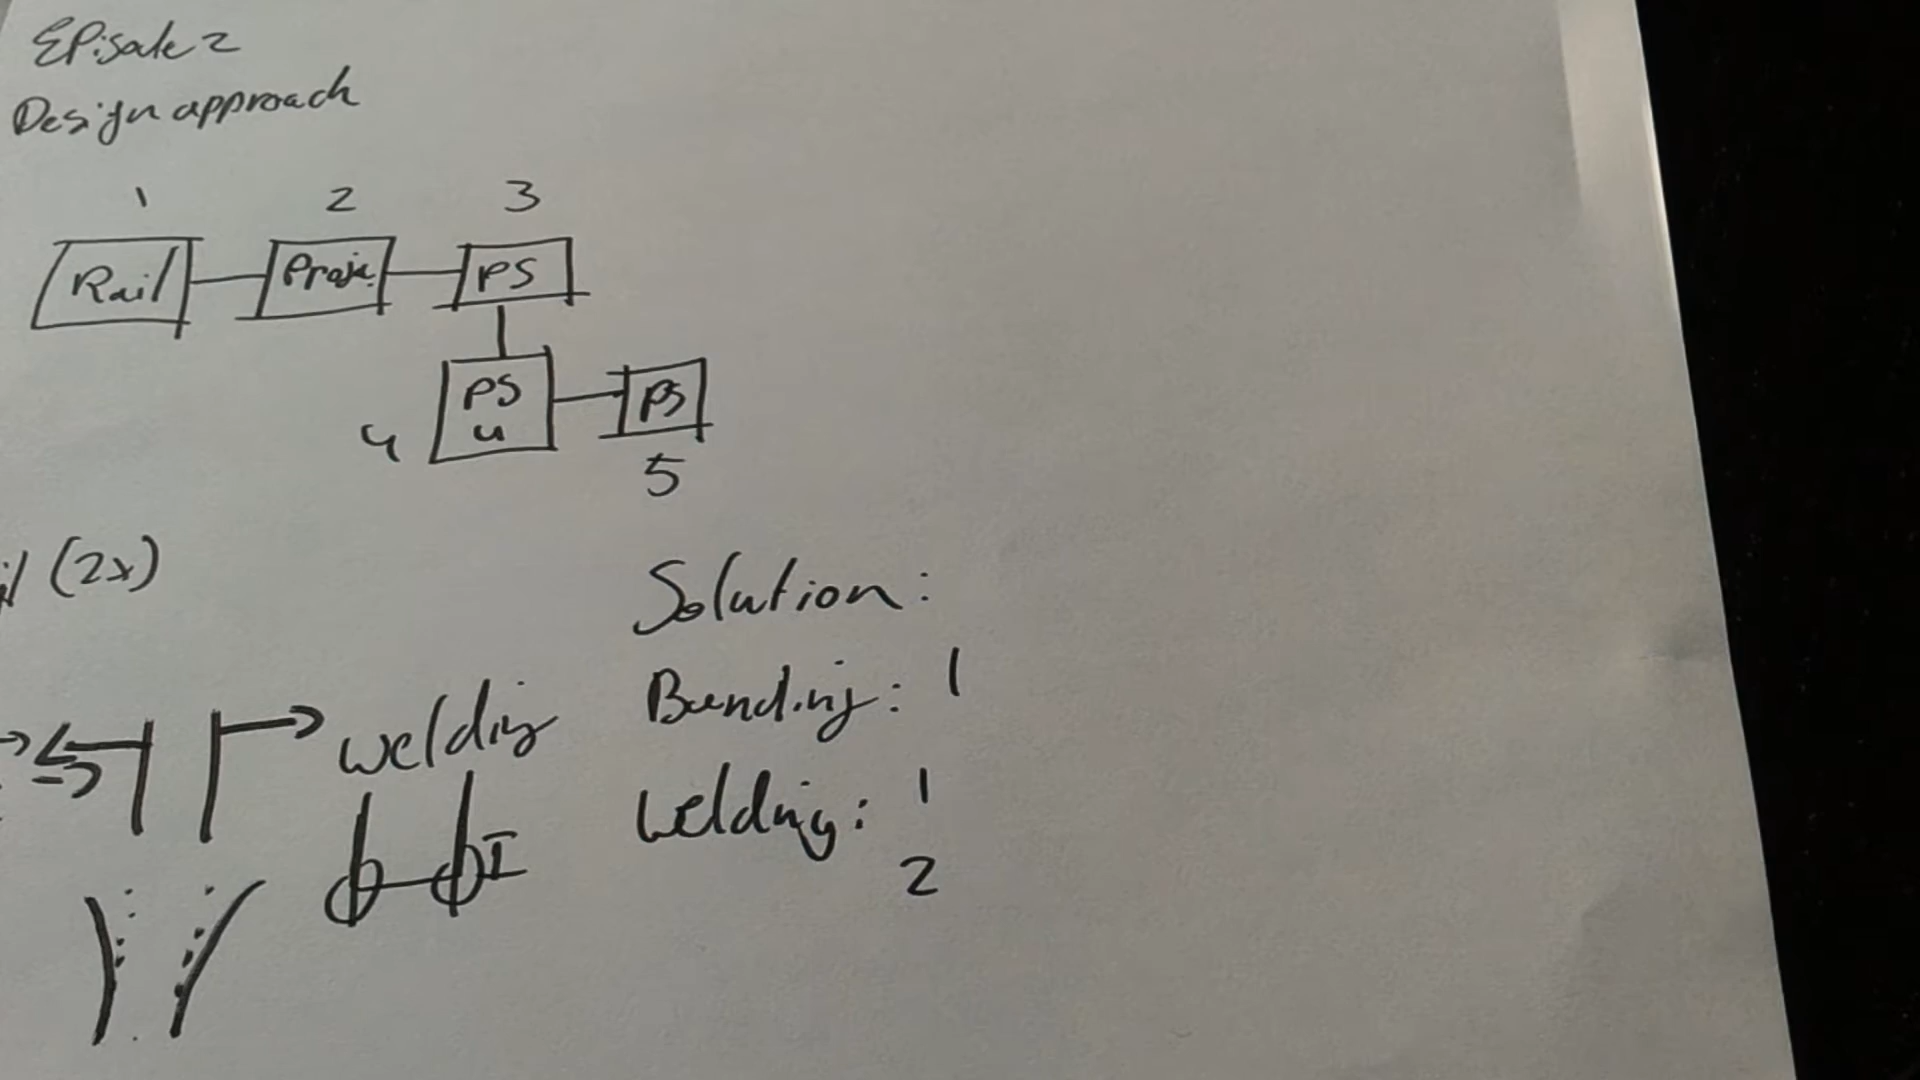 Episode 2
Design approach
1 2 3
Rail Proje. PS
PS
u PS
4
5
(2x)
Solution:
Bending: 1
welding
Welding: 1
2
I